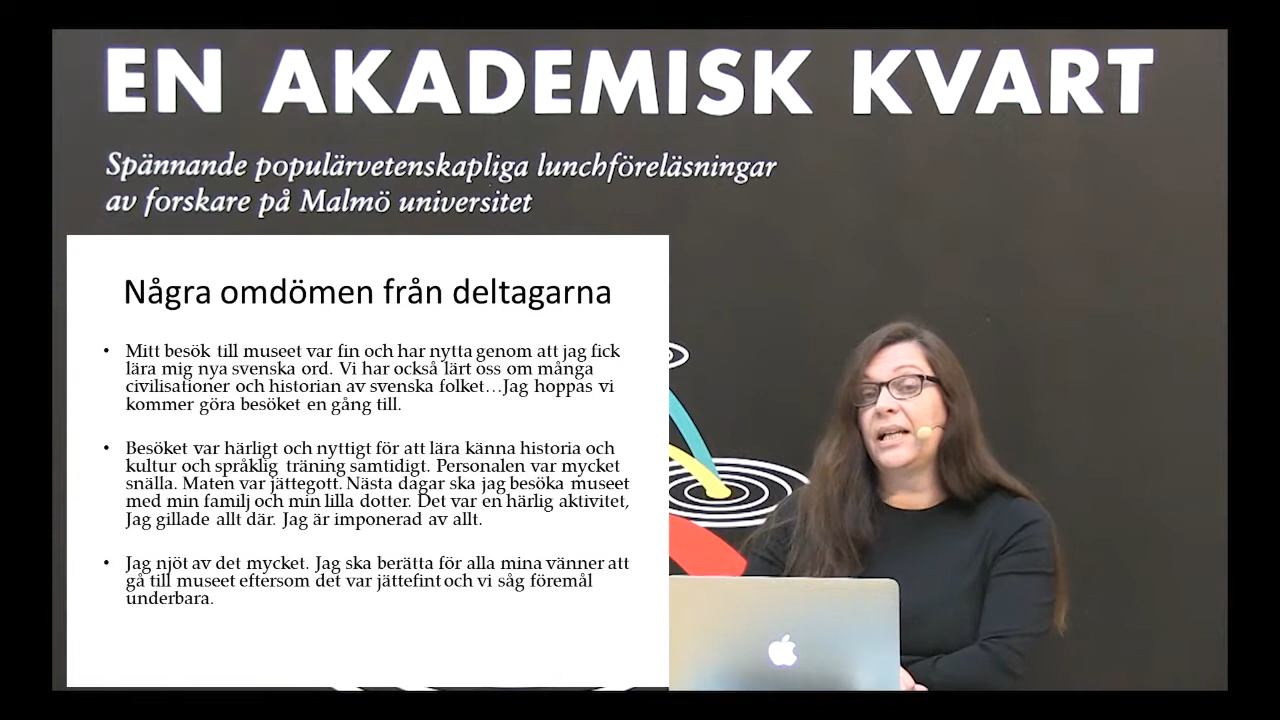 EN AKADEMISK KVART
Spännande populärvetenskapliga lunchföreläsningar
av forskare på Malmö universitet
Några omdömen från deltagarna
• Mitt besök till museet var fin och har nytta genom att jag fick
lära mig nya svenska ord. Vi har också lärt oss om många
civilisationer och historian av svenska folket…Jag hoppas vi
kommer göra besöket en gång till.
• Besöket var härligt och nyttigt för att lära känna historia och
kultur och språklig träning samtidigt. Personalen var mycket
snälla. Maten var jättegott. Nästa dagar ska jag besöka museet
med min familj och min lilla dotter. Det var en härlig aktivitet,
Jag gillade allt där. Jag är imponerad av allt.
• Jag njöt av det mycket. Jag ska berätta för alla mina vänner att
gå till museet eftersom det var jättefint och vi såg föremål
underbara.